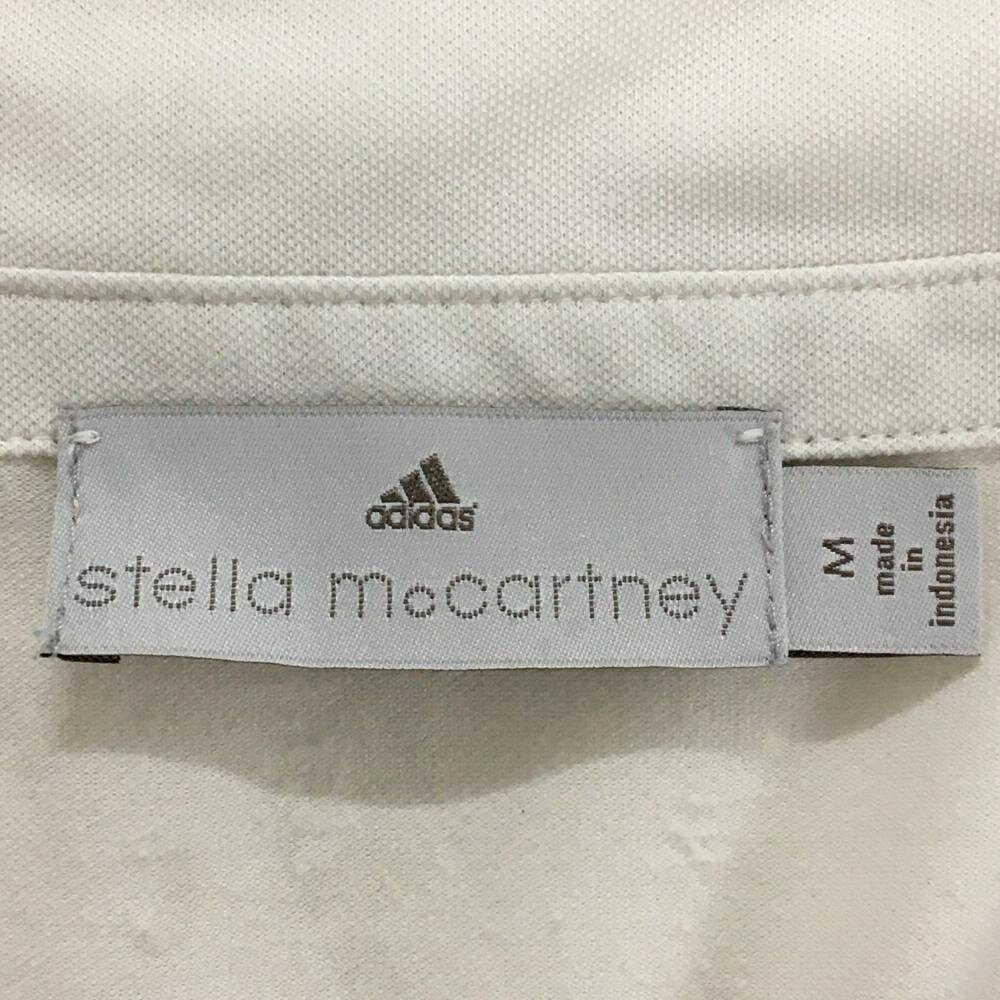 adidas
stella mccartney
M
made
in
indonesia